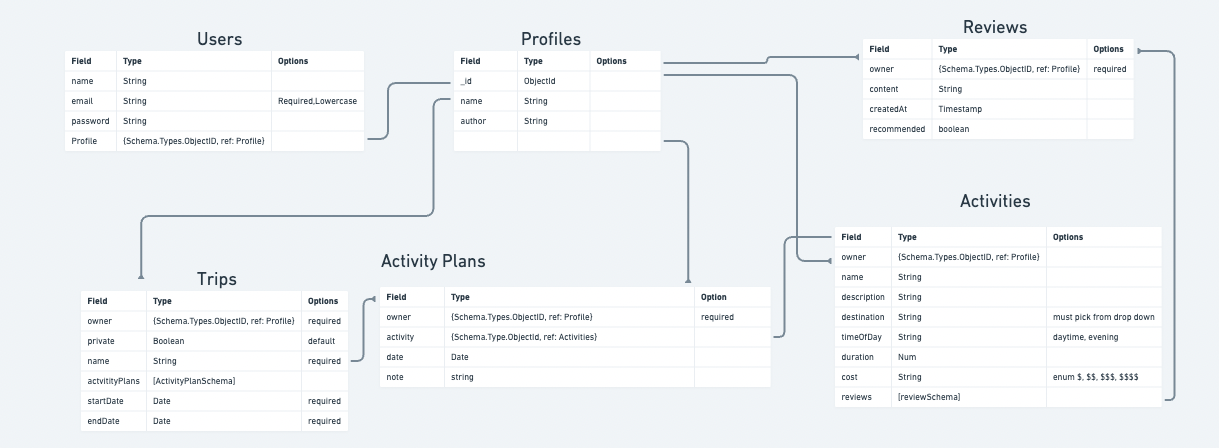 Users
Field Type Options
name String
email String Required,Lowercase
password String
Profile {Schema.Types.ObjectID, ref: Profile}
Profiles
Field Type Options
_id ObjectId
name String
author String
Reviews
Field Type Options
owner {Schema.Types.ObjectID, ref: Profile} required
content String
createdAt Timestamp
recommended boolean
Trips
Field Type Options
owner {Schema.Types.ObjectID, ref: Profile} required
private Boolean default
name String required
actvitityPlans [ActivityPlanSchema]
startDate Date required
endDate Date required
Activity Plans
Field Type Option
owner {Schema.Types.ObjectID, ref: Profile} required
activity {Schema.Type.ObjectId, ref: Activities}
date Date
note string
Activities
Field Type Options
owner {Schema.Types.ObjectID, ref: Profile}
name String
description String
destination String must pick from drop down
timeOfDay String daytime, evening
duration Num
cost String enum $, $$, $$$, $$$$
reviews [reviewSchema]